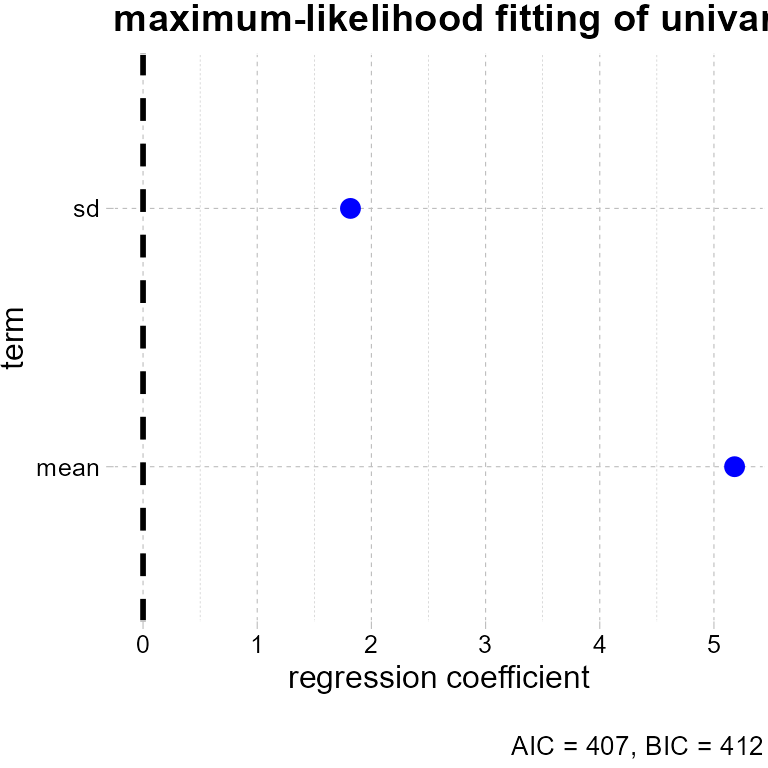 maximum-likelihood fitting of univar
sd
term
mean
0 1 2 3 4 5
regression coefficient
AIC = 407, BIC = 412